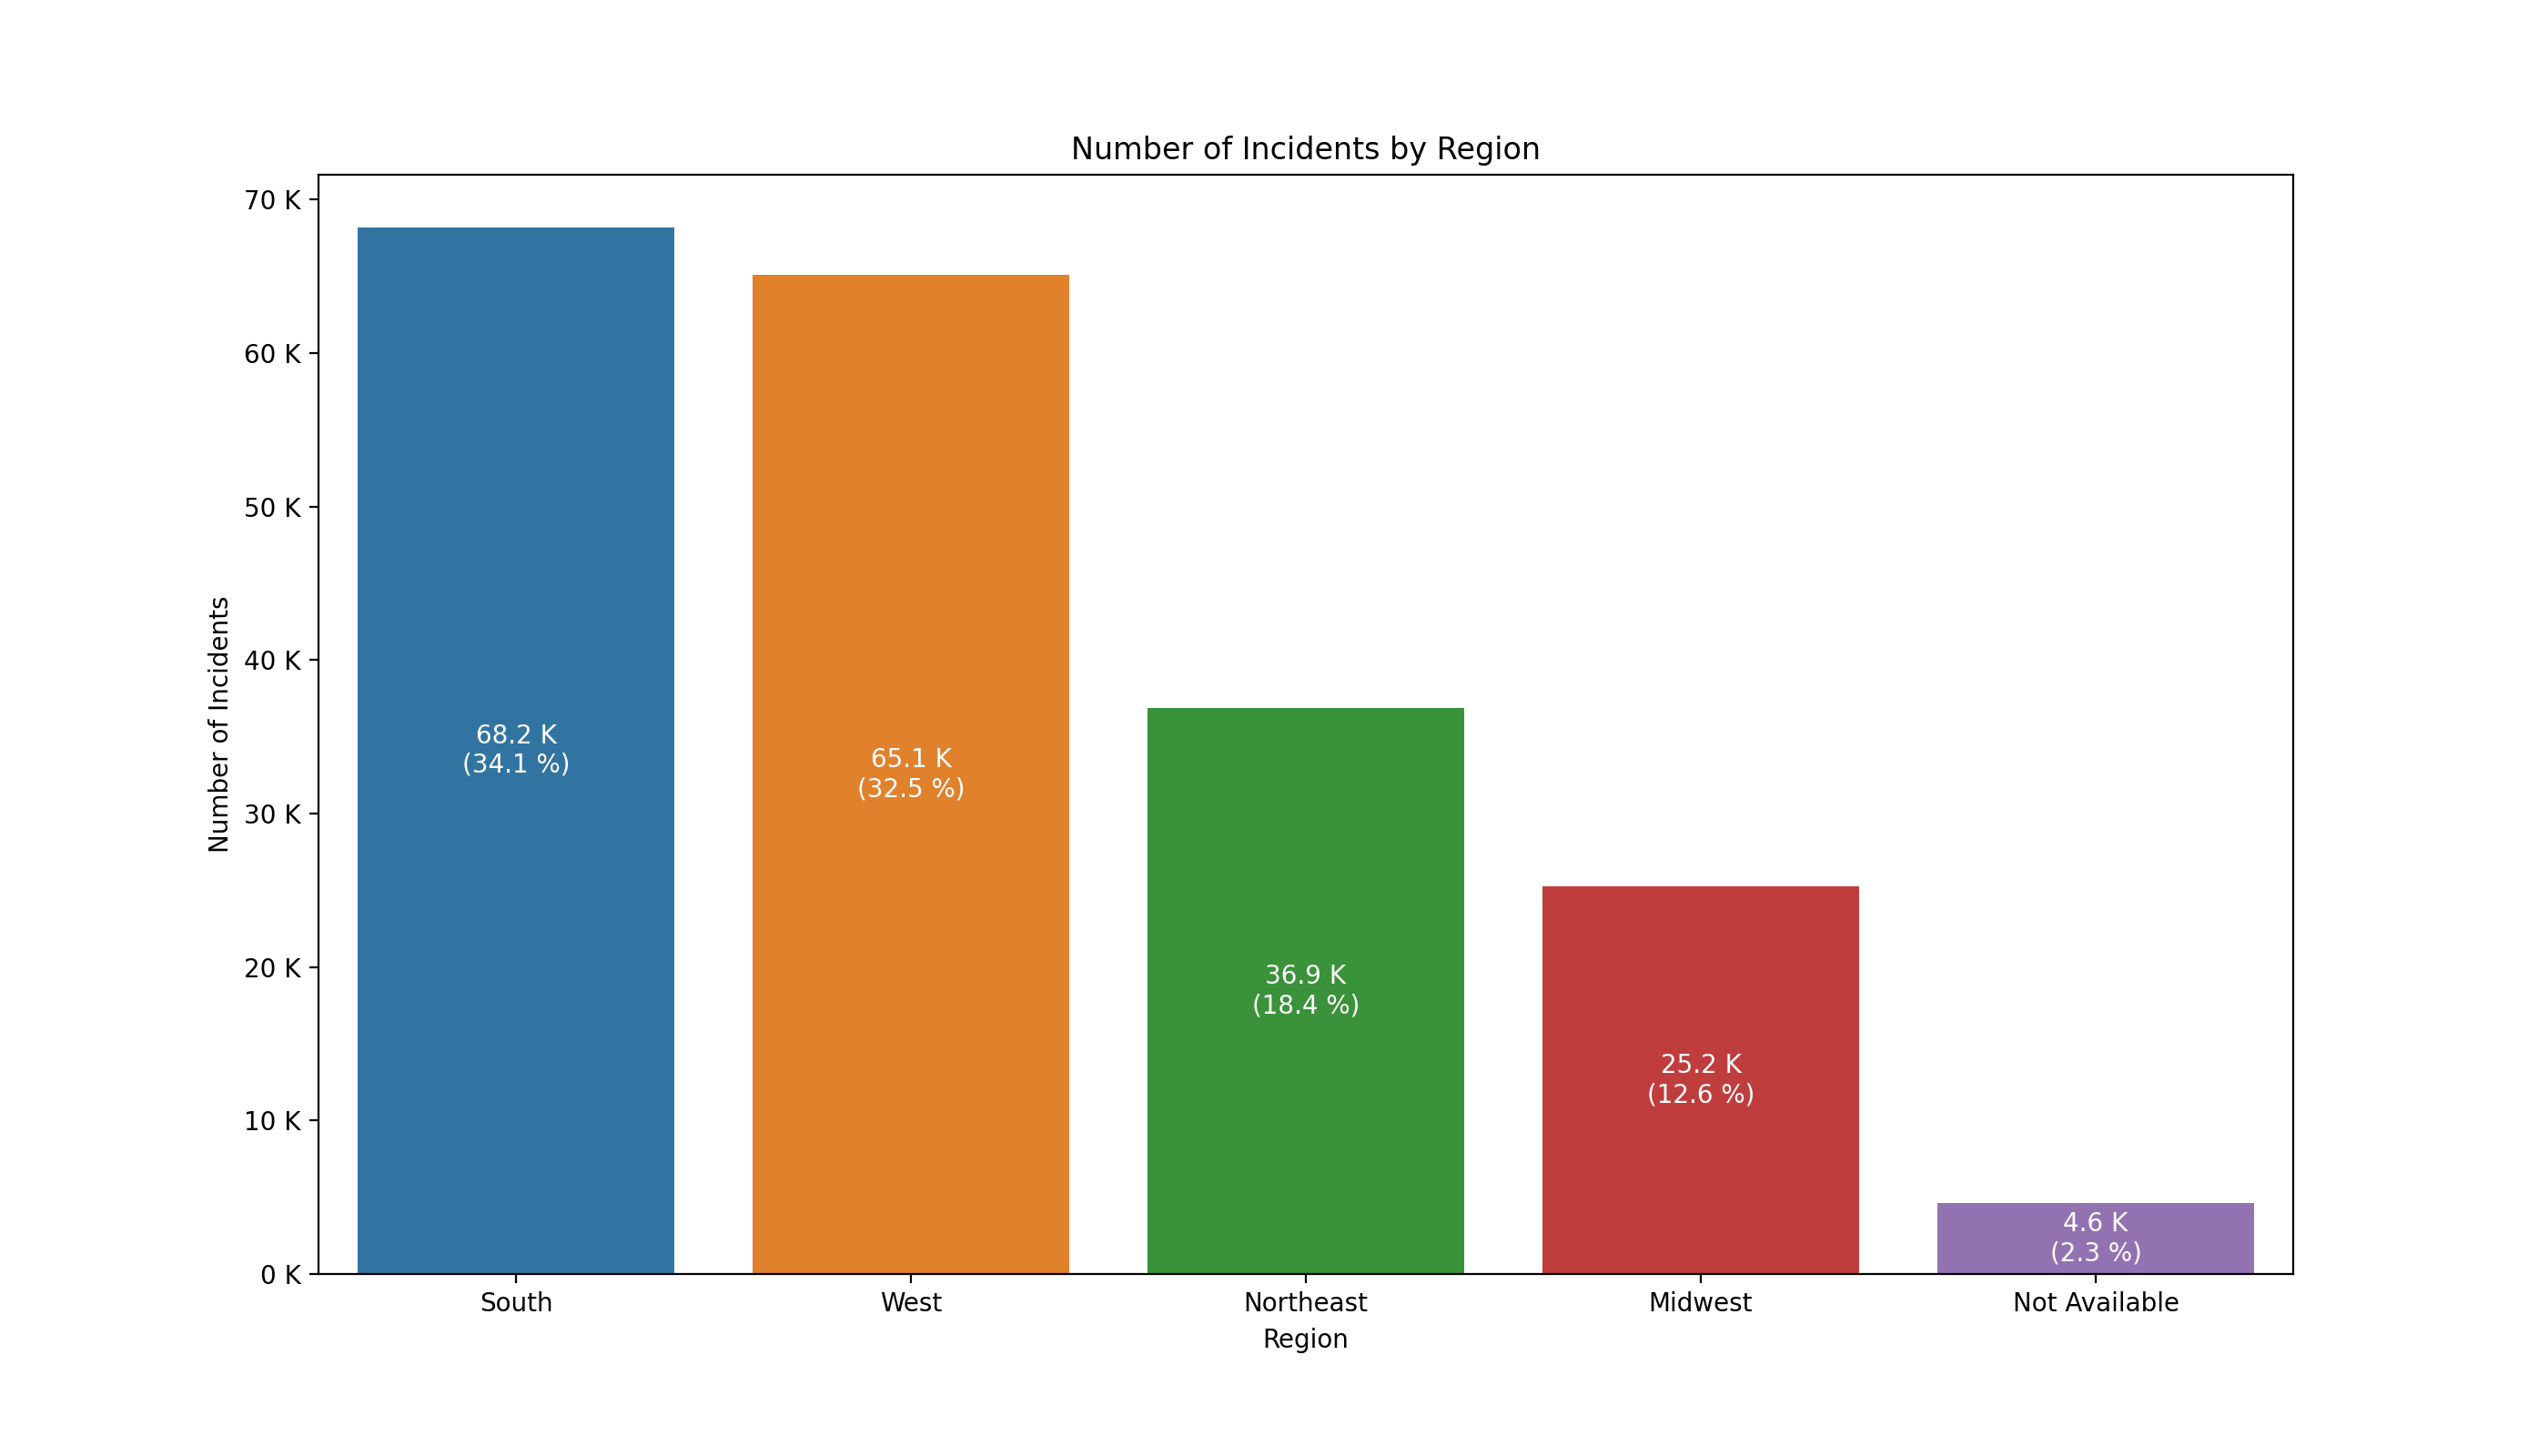 Number of Incidents by Region
Number of Incidents
70 K
60 K
50 K
40 K
30 K
20 K
10 K
0 K
68.2 K
(34.1 %)
65.1 K
(32.5 %)
36.9 K
(18.4 %)
25.2 K
(12.6 %)
4.6 K
(2.3 %)
South
West
Northeast
Midwest
Not Available
Region